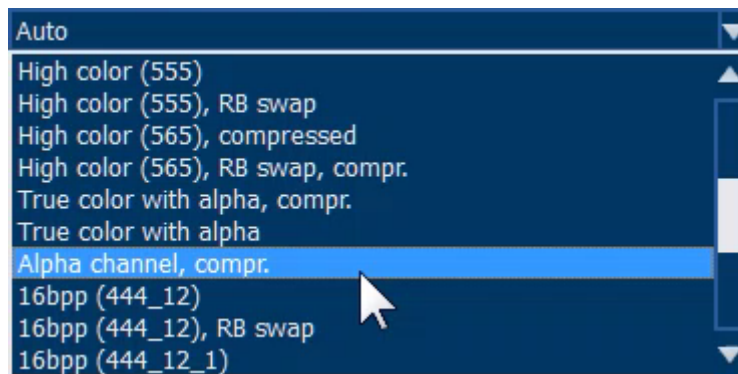 Auto
High color (555)
High color (555), RB swap
High color (565), compressed
High color (565), RB swap, compr.
True color with alpha, compr.
True color with alpha
Alpha channel, compr.
16bpp (444_12)
16bpp (444_12), RB swap
16bpp (444_12_1)